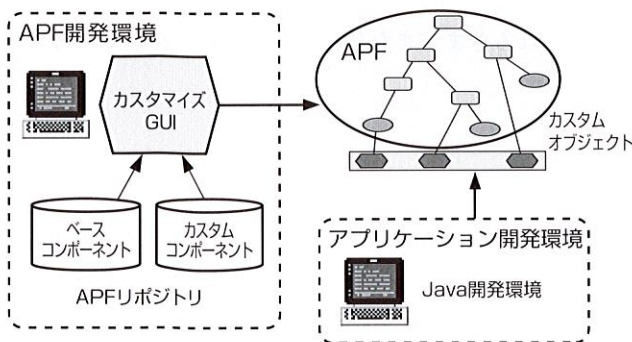 APF開発環境
カスタマイズ
GUI
ベース
コンポーネント
カスタム
コンポーネント
APFリポジトリ
APF
カスタム
オブジェクト
アプリケーション開発環境
Java開発環境